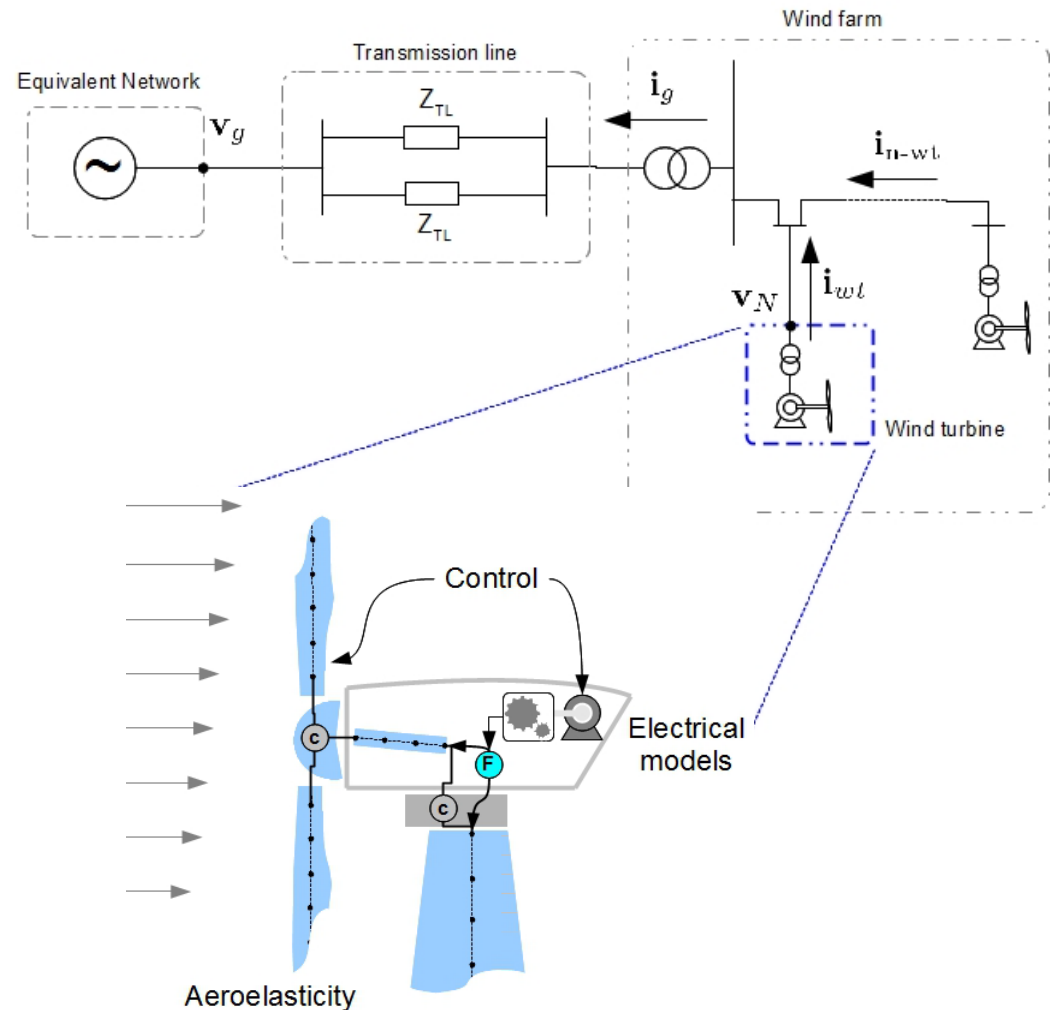 Wind farm
Transmission line
Equivalent Network
Z_TL
i_g
v_g
i_n-wt
Z_TL
v_N
i_wt
Wind turbine
Control
Electrical
models
F
c
c
Aeroelasticity